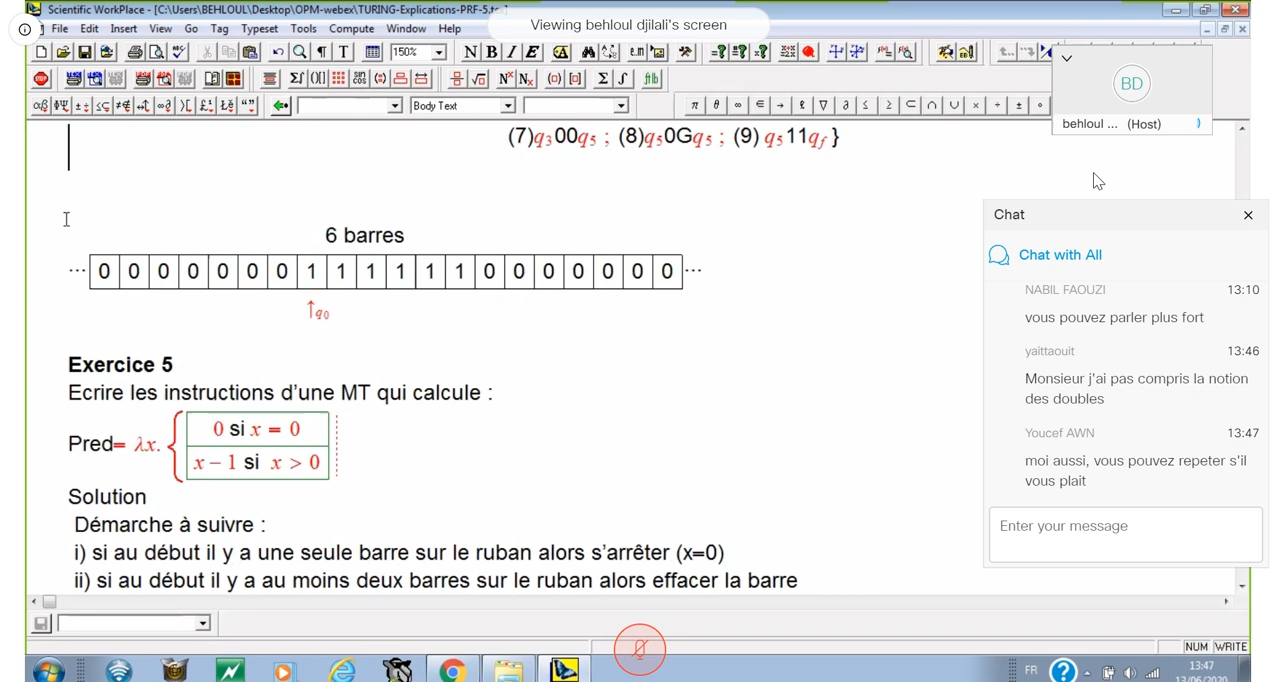 Scientific WorkPlace - [C:\Users\BEHLOUL\Desktop\OPM-webex\TURING-Explications-PRF-5.te
Viewing behloul djilali's screen
File Edit Insert View Go Tag Typeset Tools Compute Window Help
150%
Body Text
BD
behloul ... (Host)
(7)q₃00q₅ ; (8)q₅0Gq₅ ; (9) q₅11q_f }
6 barres
... 0 0 0 0 0 0 0 1 1 1 1 1 1 0 0 0 0 0 0 0 ...
↑q₀
Exercice 5
Ecrire les instructions d’une MT qui calcule :
Pred= λx. {
0 si x = 0
x − 1 si x > 0
Solution
Démarche à suivre :
i) si au début il y a une seule barre sur le ruban alors s’arrêter (x=0)
ii) si au début il y a au moins deux barres sur le ruban alors effacer la barre
Chat
Chat with All
NABIL FAOUZI 13:10
vous pouvez parler plus fort
yaittaouit 13:46
Monsieur j'ai pas compris la notion
des doubles
Youcef AWN 13:47
moi aussi, vous pouvez repeter s'il
vous plait
Enter your message
NUM WRITE
FR
13:47
13/06/2020